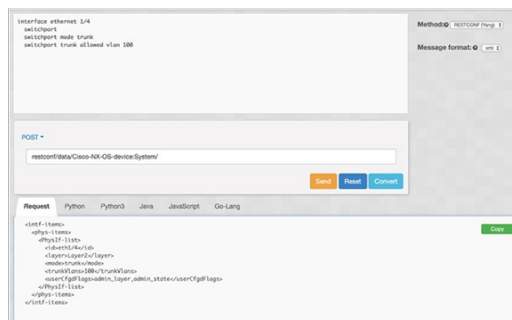 interface ethernet 1/4
switchport
switchport mode trunk
switchport trunk allowed vlan 100
Method: RESTCONF (Yang)
Message format: xml
POST
restconf/data/Cisco-NX-OS-device:System/
Send Reset Convert
Request Python Python3 Java JavaScript Go-Lang
Copy
<intf-items>
<phys-items>
<PhysIf-list>
<id>eth1/4</id>
<layer>Layer2</layer>
<mode>trunk</mode>
<trunkVlans>100</trunkVlans>
<userCfgdFlags>admin_layer,admin_state</userCfgdFlags>
</PhysIf-list>
</phys-items>
</intf-items>